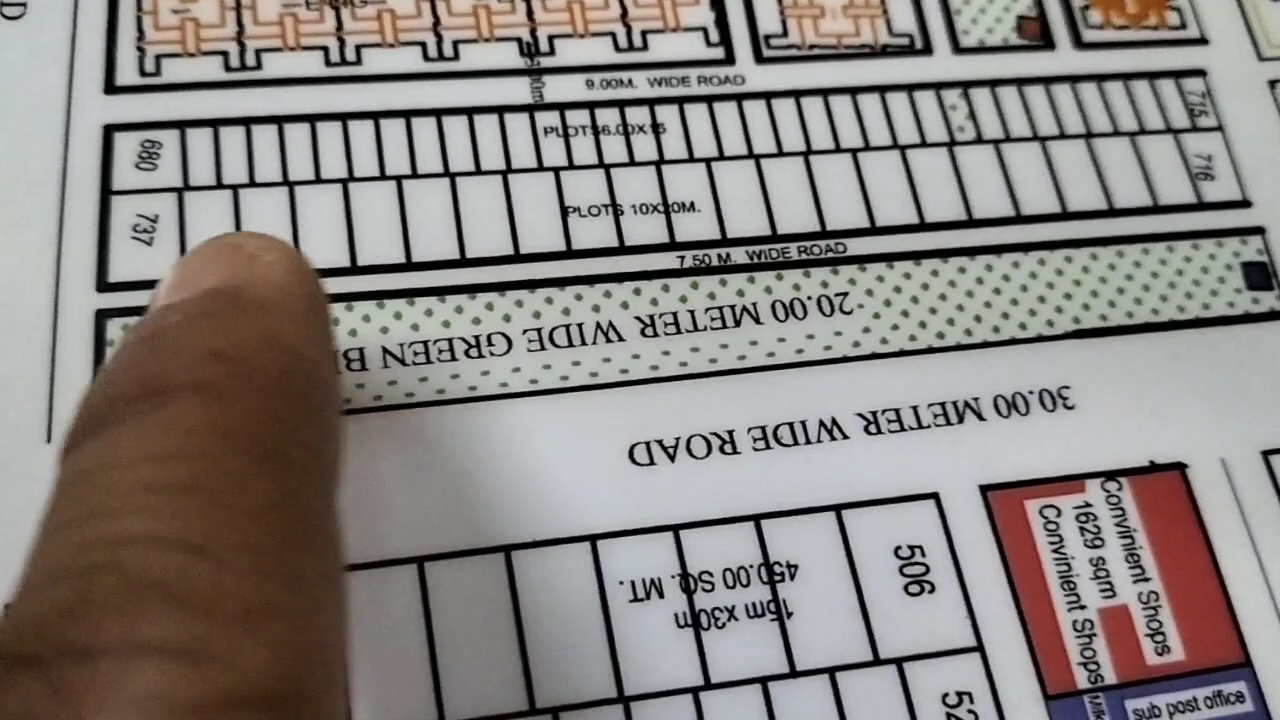 D
9.00M. WIDE ROAD
PLOTS 6.00X15
680
715
737
716
PLOTS 10X20M.
7.50 M. WIDE ROAD
20.00 METER WIDE GREEN
30.00 METER WIDE ROAD
506
450.00 SQ. MT.
15m x30m
Convinient Shops
1629 sqm
Convinient Shops
sub post office